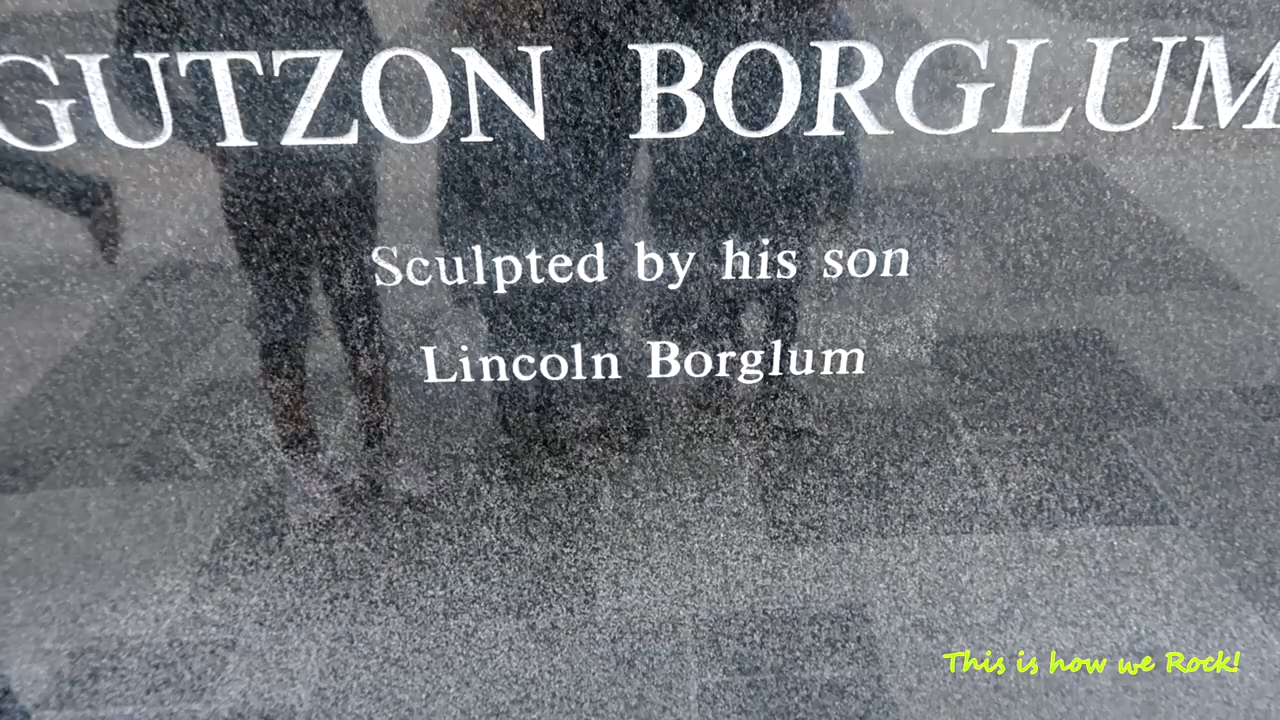 GUTZON BORGLUM
Sculpted by his son
Lincoln Borglum
This is how we Rock!